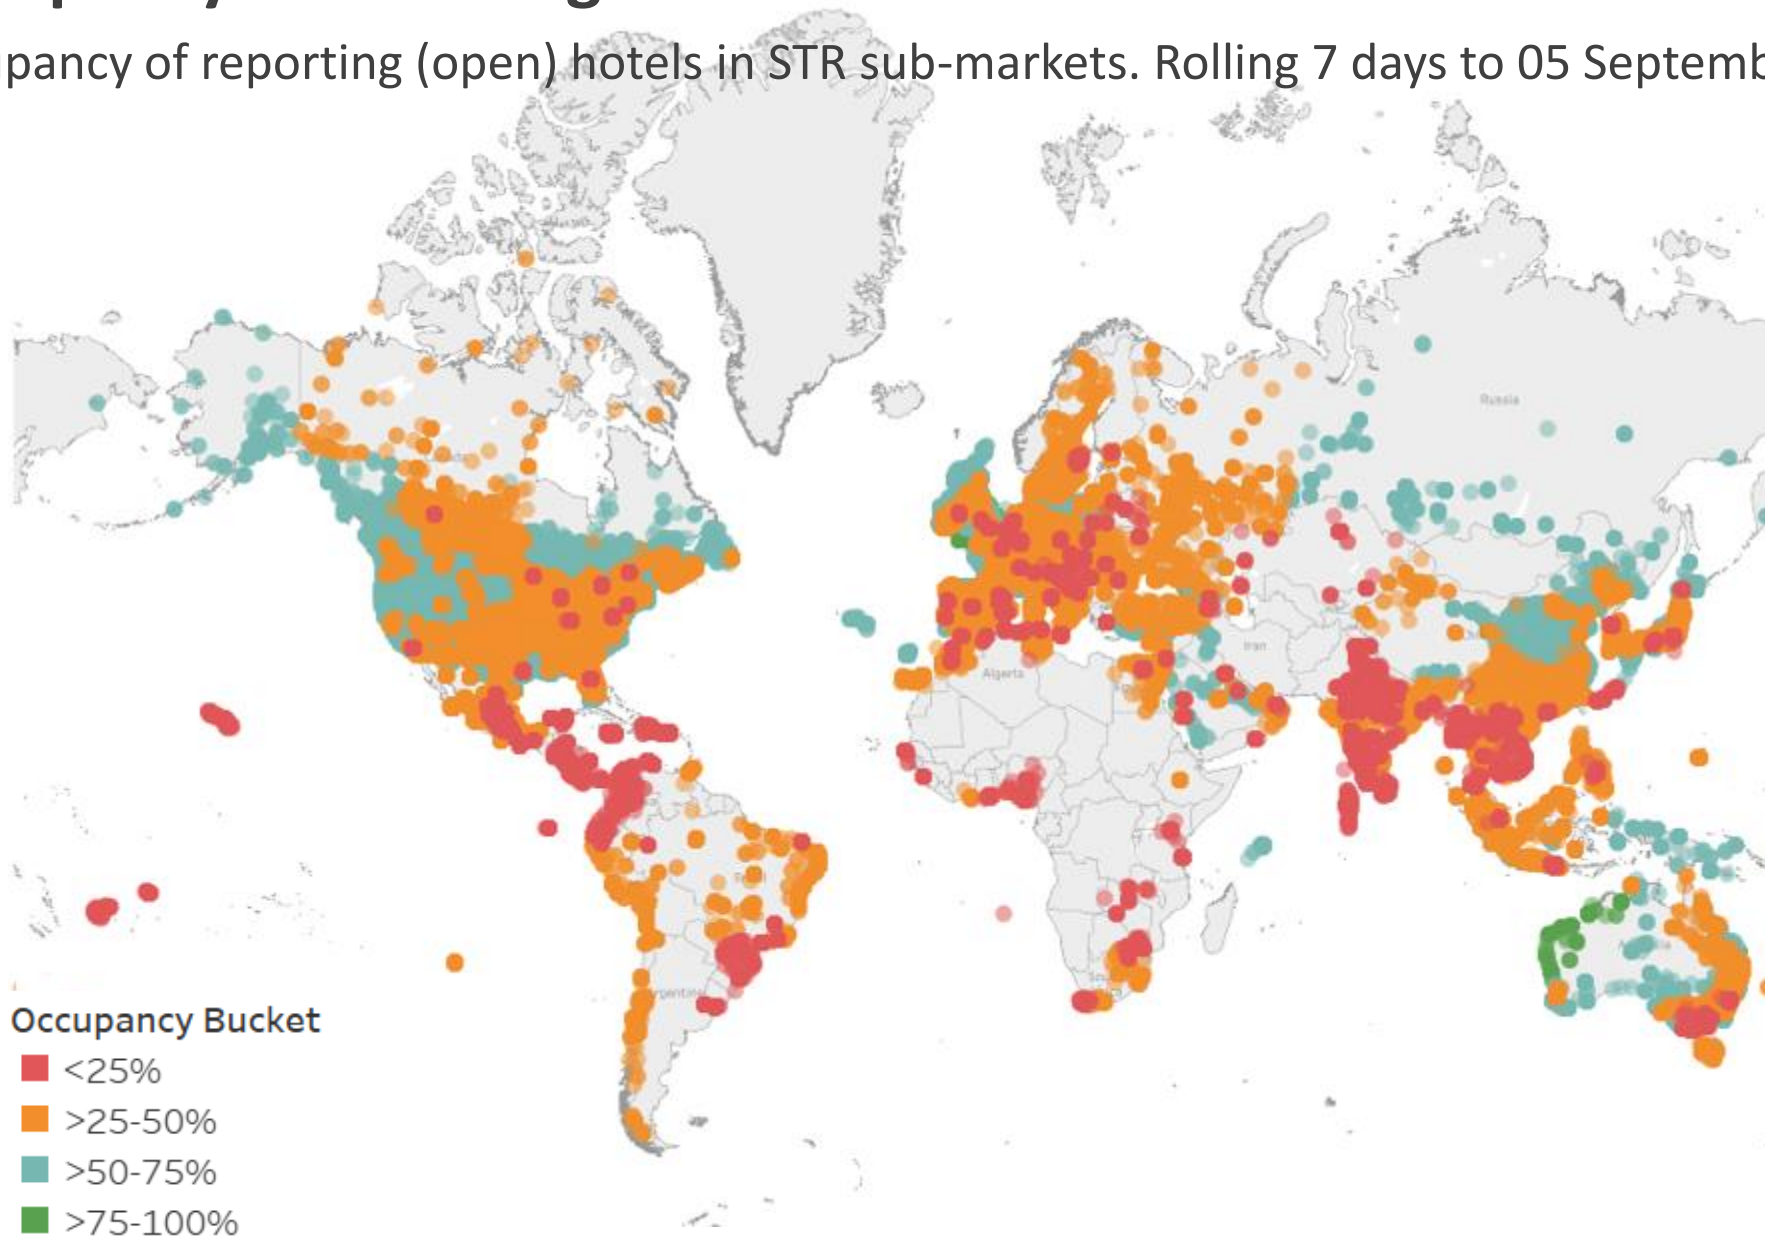 pancy of reporting (open) hotels in STR sub-markets. Rolling 7 days to 05 Septemb
Russia
Iran
Algeria
Occupancy Bucket
<25%
>25-50%
>50-75%
>75-100%